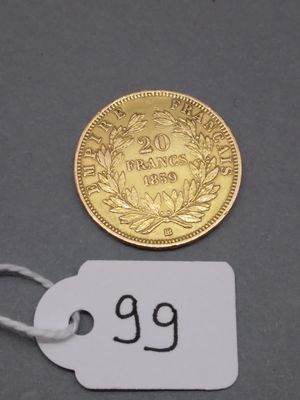 EMPIRE FRANÇAIS
20
FRANCS
1859
BB
99